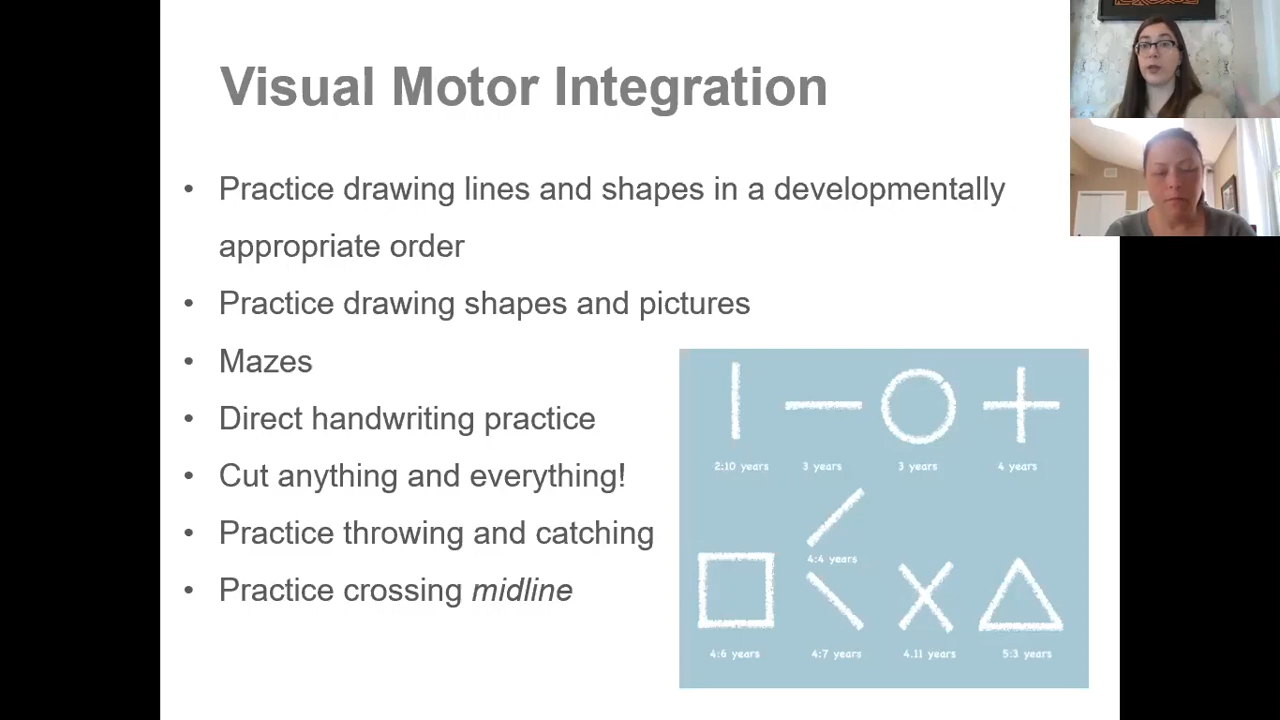 Visual Motor Integration
• Practice drawing lines and shapes in a developmentally
appropriate order
• Practice drawing shapes and pictures
• Mazes
• Direct handwriting practice
• Cut anything and everything!
• Practice throwing and catching
• Practice crossing midline
2:10 years 3 years 3 years 4 years
4:4 years
4:6 years 4:7 years 4.11 years 5:3 years